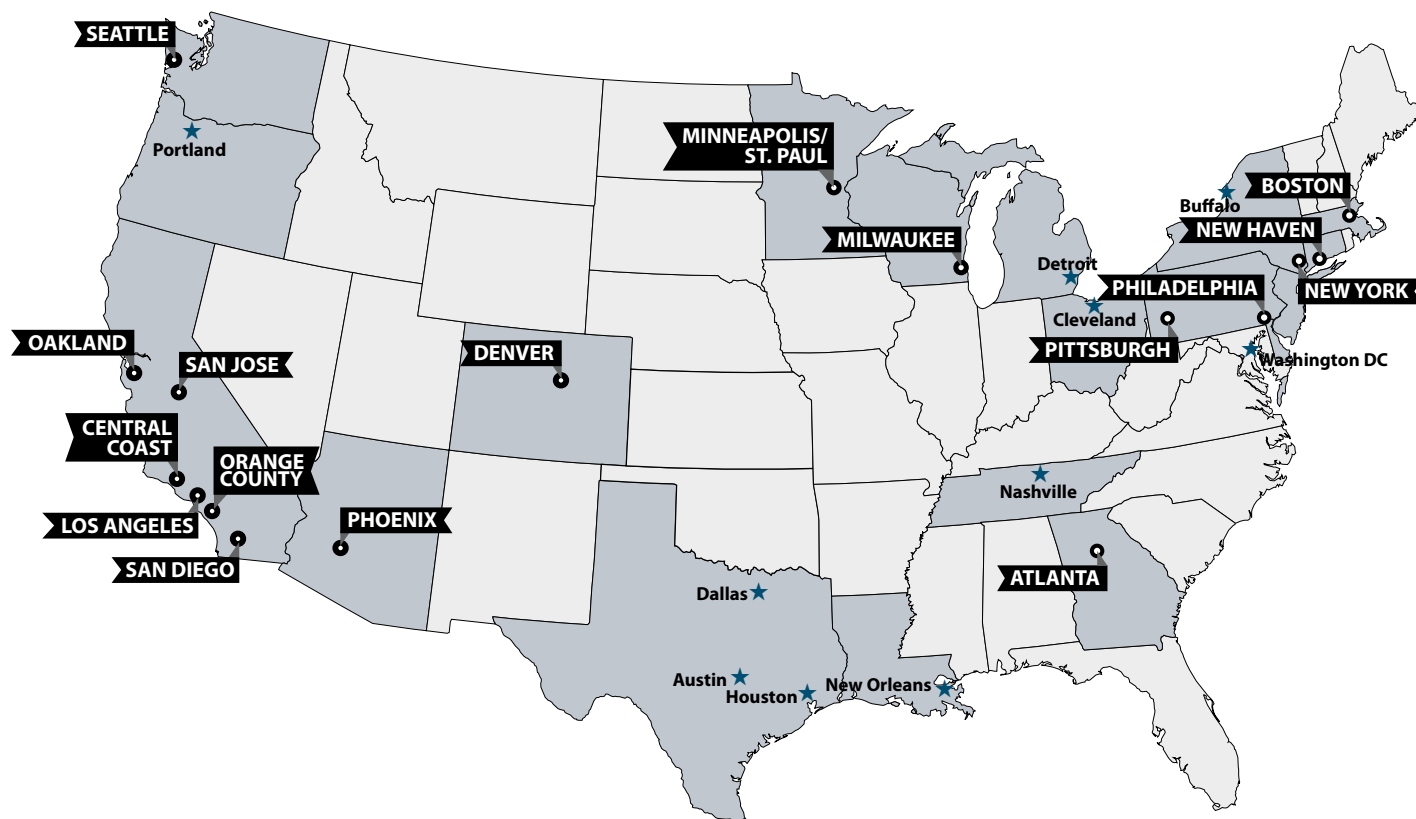 SEATTLE
Portland
MINNEAPOLIS/
ST. PAUL
BOSTON
Buffalo
NEW HAVEN
MILWAUKEE
Detroit
PHILADELPHIA
NEW YORK
Cleveland
OAKLAND
SAN JOSE
DENVER
PITTSBURGH
Washington DC
CENTRAL
COAST
ORANGE
COUNTY
Nashville
LOS ANGELES
PHOENIX
SAN DIEGO
ATLANTA
Dallas
Austin
Houston
New Orleans